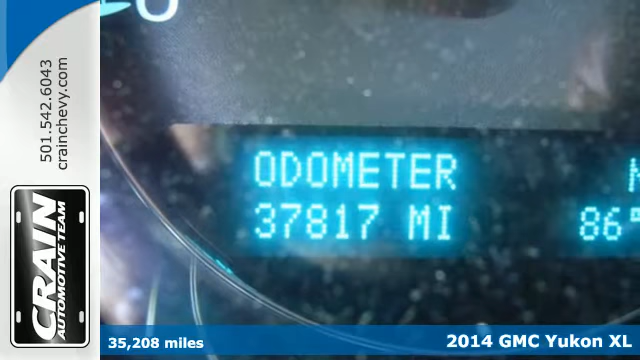 501.542.6043
crainchevy.com
CRAIN
AUTOMOTIVE TEAM
ODOMETER
37817 MI
86°
35,208 miles
2014 GMC Yukon XL